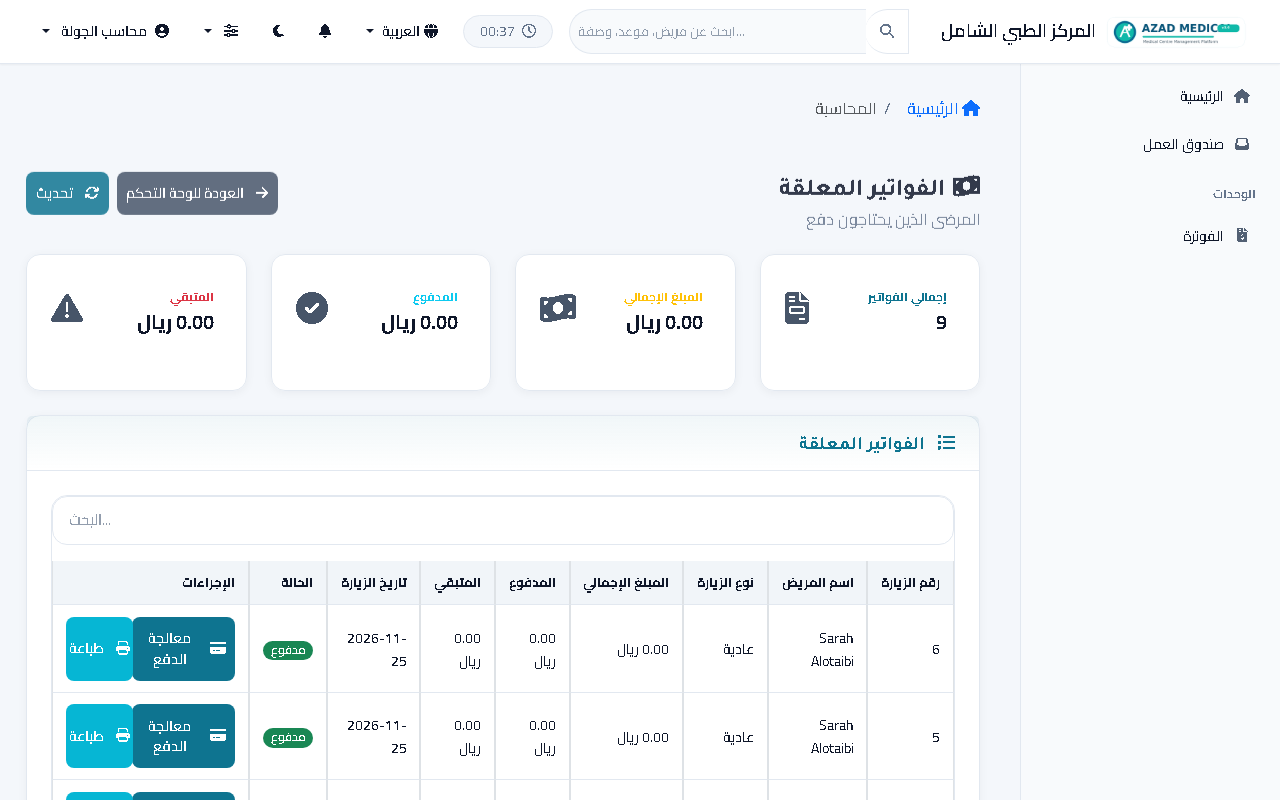 AZAD MEDIC
Medical Centre Management Platform
المركز الطبي الشامل
ابحث عن مريض، موعد، وصفة...
00:37
العربية
محاسب الجولة
الرئيسية
صندوق العمل
الوحدات
الفوترة
الرئيسية / المحاسبة
الفواتير المعلقة
المرضى الذين يحتاجون دفع
العودة للوحة التحكم
تحديث
إجمالي الفواتير
9
المبلغ الإجمالي
0.00 ريال
المدفوع
0.00 ريال
المتبقي
0.00 ريال
الفواتير المعلقة
البحث...
رقم الزيارة اسم المريض نوع الزيارة المبلغ الإجمالي المدفوع المتبقي تاريخ الزيارة الحالة الإجراءات
6 Sarah Alotaibi عادية 0.00 ريال 0.00 ريال 0.00 ريال 2026-11-25 مدفوع معالجة الدفع طباعة
5 Sarah Alotaibi عادية 0.00 ريال 0.00 ريال 0.00 ريال 2026-11-25 مدفوع معالجة الدفع طباعة